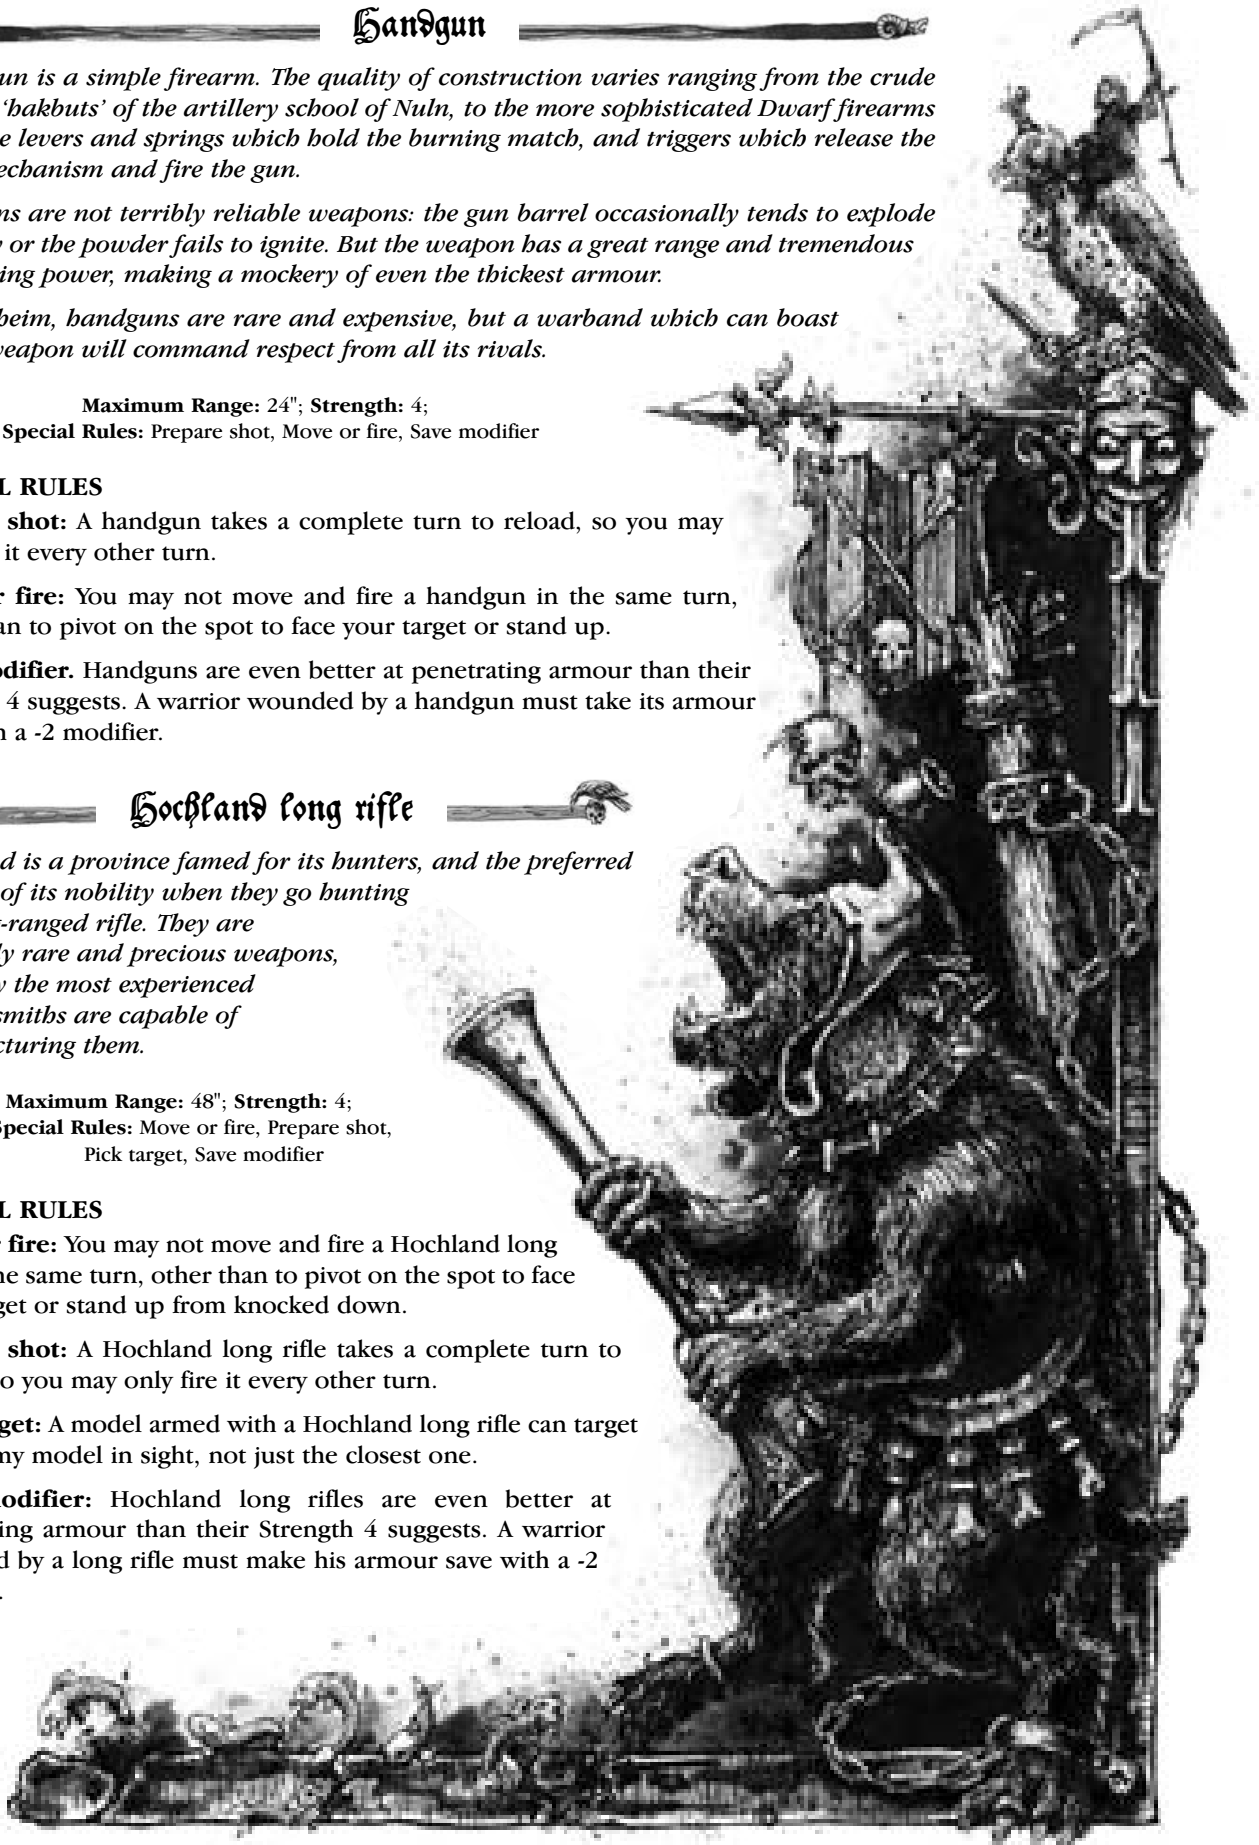 Handgun
un is a simple firearm. The quality of construction varies ranging from the crude
'hakbuts' of the artillery school of Nuln, to the more sophisticated Dwarf firearms
e levers and springs which hold the burning match, and triggers which release the
echanism and fire the gun.
ns are not terribly reliable weapons: the gun barrel occasionally tends to explode
y or the powder fails to ignite. But the weapon has a great range and tremendous
ing power, making a mockery of even the thickest armour.
heim, handguns are rare and expensive, but a warband which can boast
weapon will command respect from all its rivals.
Maximum Range: 24"; Strength: 4;
Special Rules: Prepare shot, Move or fire, Save modifier
L RULES
shot: A handgun takes a complete turn to reload, so you may
it every other turn.
r fire: You may not move and fire a handgun in the same turn,
an to pivot on the spot to face your target or stand up.
odifier. Handguns are even better at penetrating armour than their
4 suggests. A warrior wounded by a handgun must take its armour
h a -2 modifier.
Hochland long rifle
d is a province famed for its hunters, and the preferred
of its nobility when they go hunting
-ranged rifle. They are
ly rare and precious weapons,
y the most experienced
smiths are capable of
cturing them.
Maximum Range: 48"; Strength: 4;
Special Rules: Move or fire, Prepare shot,
Pick target, Save modifier
L RULES
r fire: You may not move and fire a Hochland long
he same turn, other than to pivot on the spot to face
get or stand up from knocked down.
shot: A Hochland long rifle takes a complete turn to
o you may only fire it every other turn.
get: A model armed with a Hochland long rifle can target
my model in sight, not just the closest one.
modifier: Hochland long rifles are even better at
ing armour than their Strength 4 suggests. A warrior
d by a long rifle must make his armour save with a -2
.